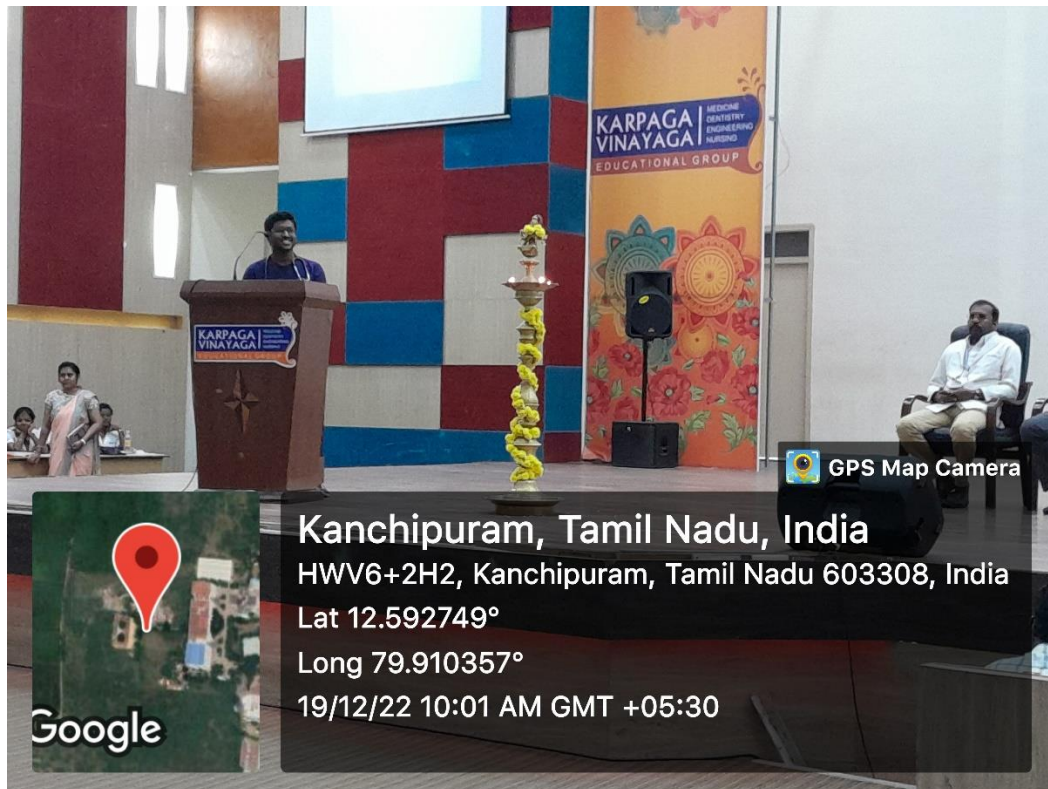 KARPAGA
VINAYAGA
MEDICINE
DENTISTRY
ENGINEERING
NURSING
EDUCATIONAL GROUP
KARPAGA
VINAYAGA
EDUCATIONAL GROUP
GPS Map Camera
Kanchipuram, Tamil Nadu, India
HWV6+2H2, Kanchipuram, Tamil Nadu 603308, India
Lat 12.592749°
Long 79.910357°
19/12/22 10:01 AM GMT +05:30
Google